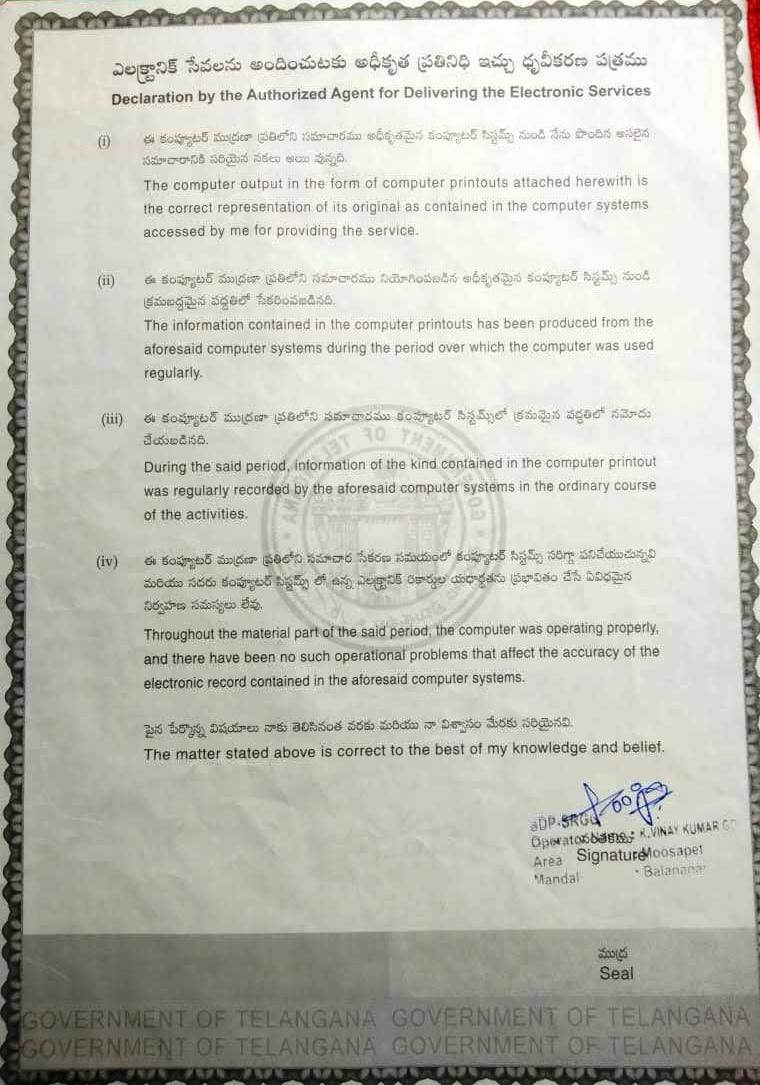 ఎలక్ట్రానిక్ సేవలను అందించుటకు అధీకృత ప్రతినిధి ఇచ్చు ధృవీకరణ పత్రము
Declaration by the Authorized Agent for Delivering the Electronic Services
(i) ఈ కంప్యూటర్ ముద్రణా ప్రతిలోని సమాచారము అధీకృతమైన కంప్యూటర్ సిస్టమ్స్ నుండి నేను పొందిన అసలైన
సమాచారానికి సరియైన నకలు అయి వున్నది.
The computer output in the form of computer printouts attached herewith is
the correct representation of its original as contained in the computer systems
accessed by me for providing the service.
(ii) ఈ కంప్యూటర్ ముద్రణా ప్రతిలోని సమాచారము నియోగింపబడిన అధీకృతమైన కంప్యూటర్ సిస్టమ్స్ నుండి
క్రమబద్ధమైన పద్ధతిలో సేకరింపబడినది.
The information contained in the computer printouts has been produced from the
aforesaid computer systems during the period over which the computer was used
regularly.
(iii) ఈ కంప్యూటర్ ముద్రణా ప్రతిలోని సమాచారము కంప్యూటర్ సిస్టమ్స్‌లో క్రమమైన పద్ధతిలో నమోదు
చేయబడినది.
During the said period, information of the kind contained in the computer printout
was regularly recorded by the aforesaid computer systems in the ordinary course
of the activities.
(iv) ఈ కంప్యూటర్ ముద్రణా ప్రతిలోని సమాచార సేకరణ సమయంలో కంప్యూటర్ సిస్టమ్స్ సరిగ్గా పనిచేయుచున్నవి
మరియు సదరు కంప్యూటర్ సిస్టమ్స్ లో ఉన్న ఎలక్ట్రానిక్ రికార్డుల యధార్థతను ప్రభావితం చేసే ఏవిధమైన
నిర్వహణ సమస్యలు లేవు.
Throughout the material part of the said period, the computer was operating properly,
and there have been no such operational problems that affect the accuracy of the
electronic record contained in the aforesaid computer systems.
పైన పేర్కొన్న విషయాలు నాకు తెలిసినంత వరకు మరియు నా విశ్వాసం మేరకు సరియైనవి.
The matter stated above is correct to the best of my knowledge and belief.
Operator Name : K.VINAY KUMAR
సంతకము
Area Signature : Moosapet
Mandal
ముద్ర
Seal
GOVERNMENT OF TELANGANA GOVERNMENT OF TELANGANA
GOVERNMENT OF TELANGANA GOVERNMENT OF TELANGANA